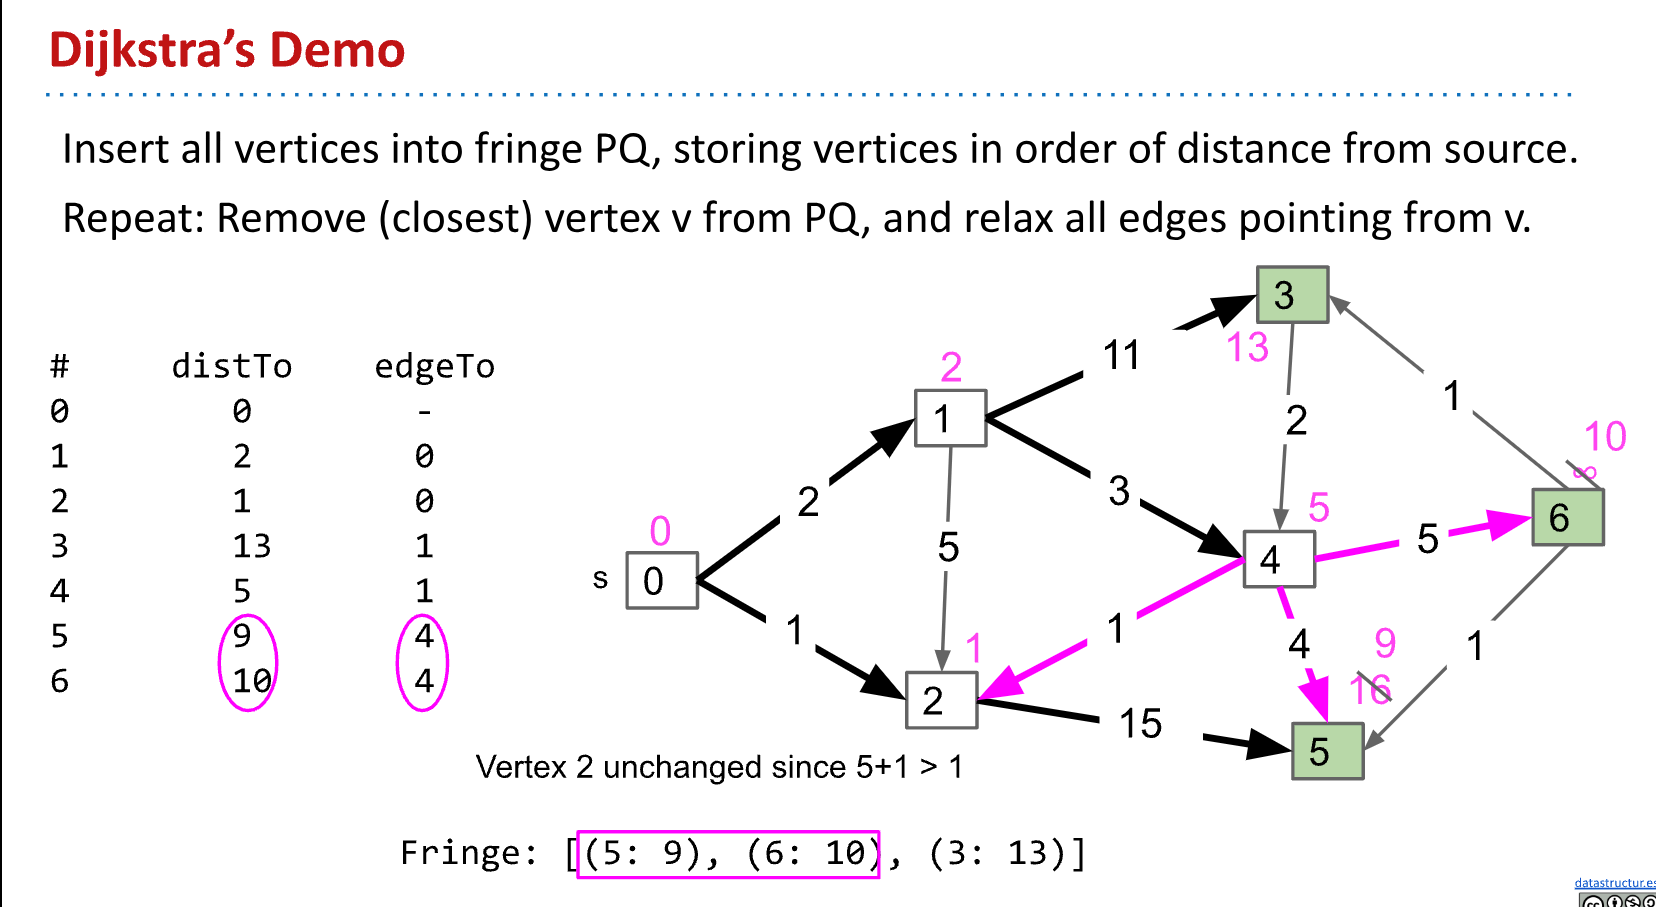 Dijkstra's Demo
Insert all vertices into fringe PQ, storing vertices in order of distance from source.
Repeat: Remove (closest) vertex v from PQ, and relax all edges pointing from v.
# distTo edgeTo
0 0 -
1 2 0
2 1 0
3 13 1
4 5 1
5 9 4
6 10 4
3
13
11
2
1
2
1
10
∞
6
3
5
4
5
2
0
s 0
5
1
1
1
2
4
9
16
1
15
5
Vertex 2 unchanged since 5+1 > 1
Fringe: [(5: 9), (6: 10), (3: 13)]
datastructur.es